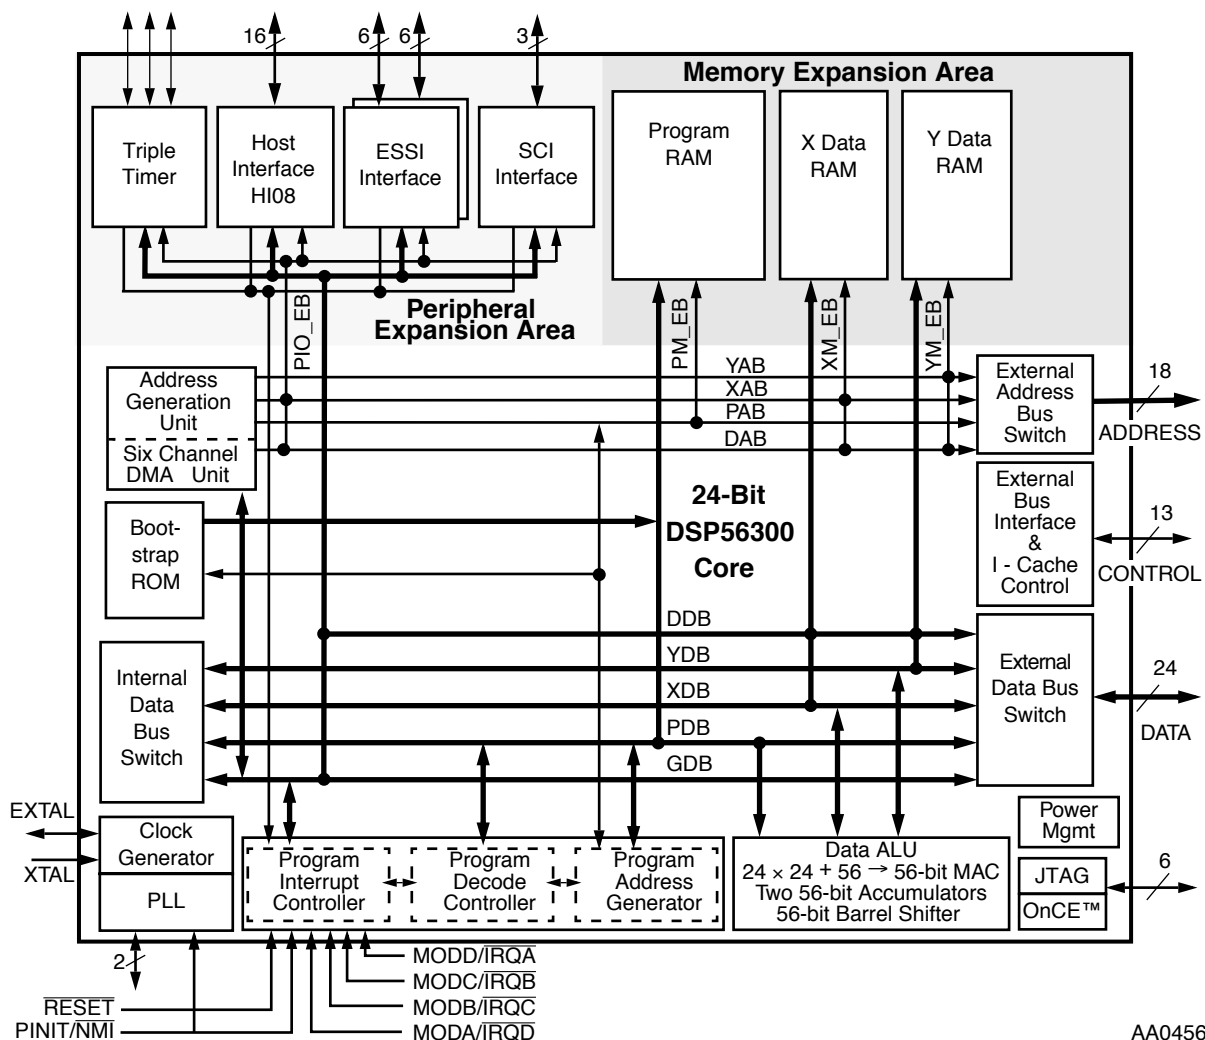 16
6
6
3
Memory Expansion Area
Triple
Timer
Host
Interface
HI08
ESSI
Interface
SCI
Interface
Program
RAM
X Data
RAM
Y Data
RAM
Peripheral
Expansion Area
PIO_EB
PM_EB
XM_EB
YM_EB
Address
Generation
Unit
Six Channel
DMA Unit
YAB
XAB
PAB
DAB
External
Address
Bus
Switch
18
ADDRESS
24-Bit
DSP56300
Core
Boot-
strap
ROM
External
Bus
Interface
&
I - Cache
Control
13
CONTROL
DDB
YDB
XDB
PDB
GDB
Internal
Data
Bus
Switch
External
Data Bus
Switch
24
DATA
EXTAL
XTAL
Clock
Generator
PLL
2
Program
Interrupt
Controller
Program
Decode
Controller
Program
Address
Generator
Data ALU
24 × 24 + 56 → 56-bit MAC
Two 56-bit Accumulators
56-bit Barrel Shifter
Power
Mgmt
JTAG
OnCE™
6
MODD/IRQA
MODC/IRQB
MODB/IRQC
MODA/IRQD
RESET
PINIT/NMI
AA0456